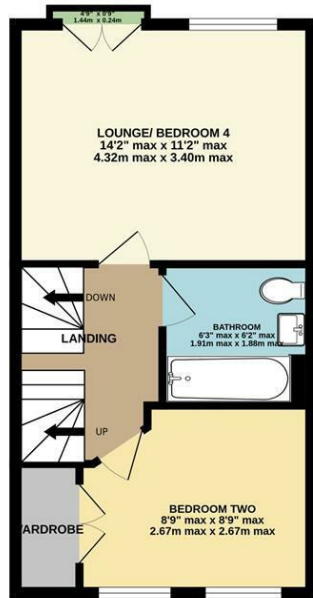 4'9" x 0'9"
1.44m x 0.24m
LOUNGE/ BEDROOM 4
14'2" max x 11'2" max
4.32m max x 3.40m max
DOWN
LANDING
BATHROOM
6'3" max x 6'2" max
1.91m max x 1.88m max
UP
BEDROOM TWO
8'9" max x 8'9" max
2.67m max x 2.67m max
WARDROBE